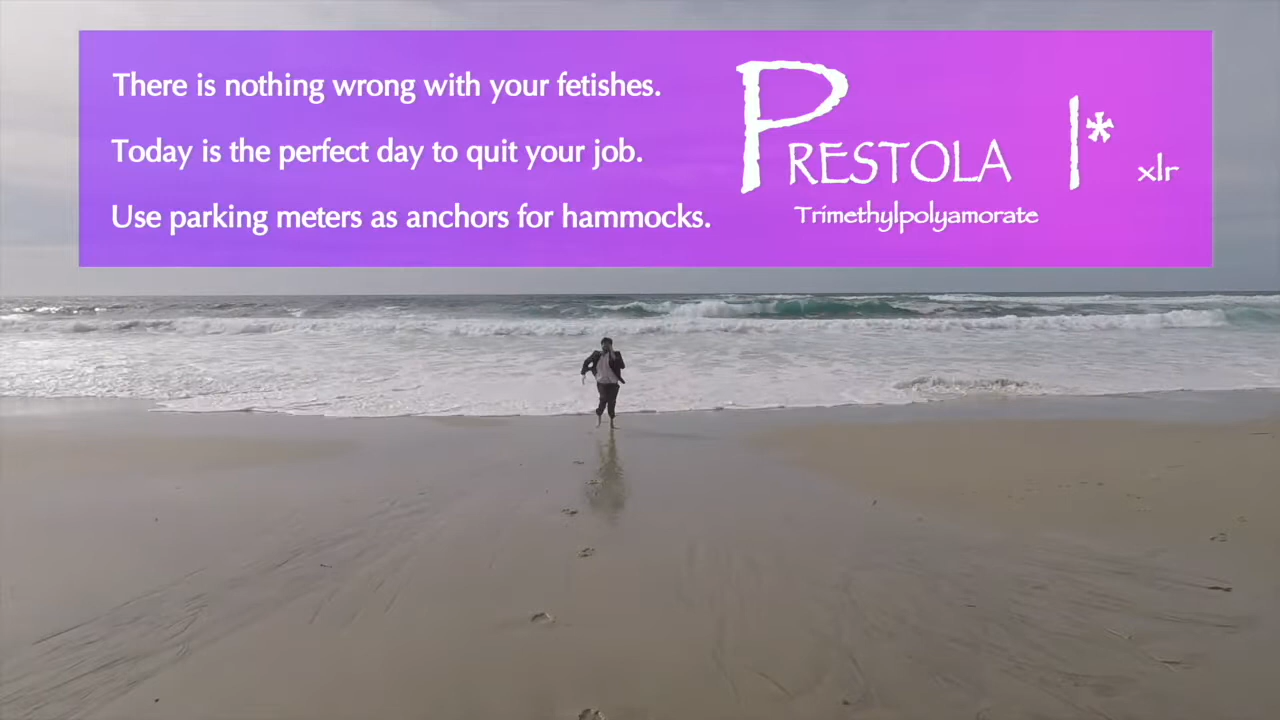 There is nothing wrong with your fetishes.
Today is the perfect day to quit your job.
Use parking meters as anchors for hammocks.
PRESTOLA |* xlr
Trimethylpolyamorate